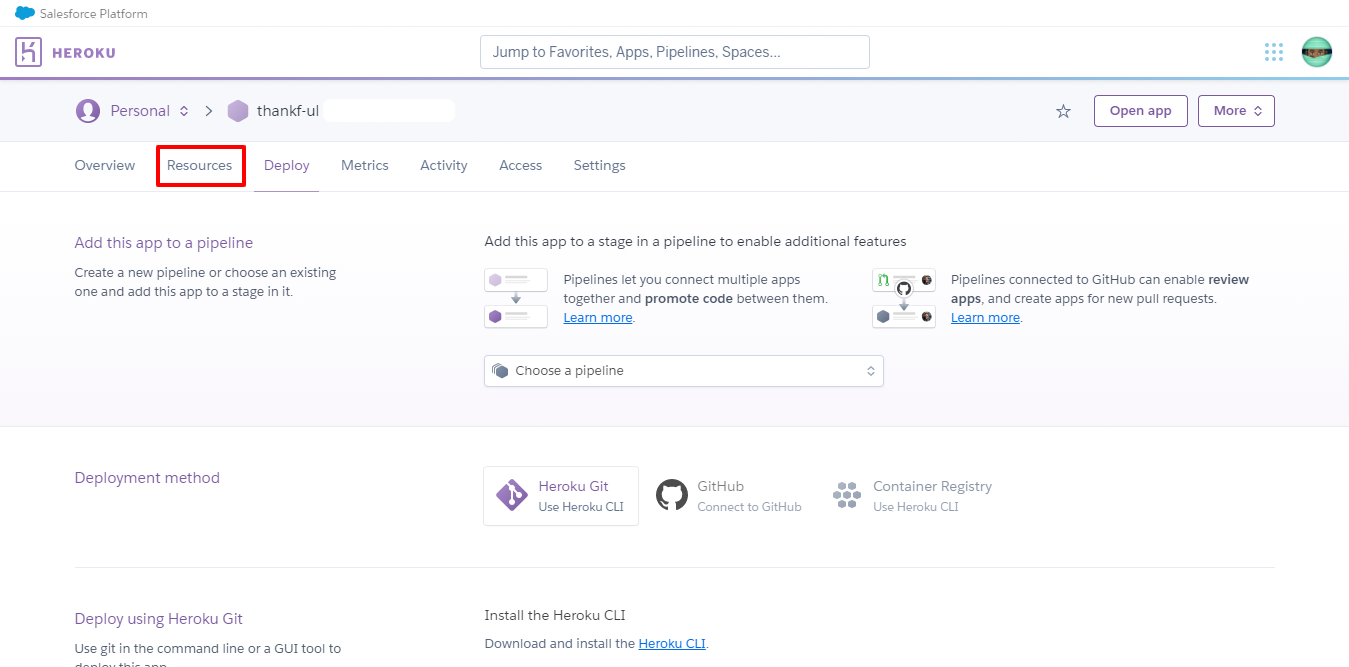 Salesforce Platform
HEROKU
Jump to Favorites, Apps, Pipelines, Spaces...
Personal
thankf-ul
Open app
More
Overview
Resources
Deploy
Metrics
Activity
Access
Settings
Add this app to a pipeline
Create a new pipeline or choose an existing
one and add this app to a stage in it.
Add this app to a stage in a pipeline to enable additional features
Pipelines let you connect multiple apps
together and promote code between them.
Learn more.
Pipelines connected to GitHub can enable review
apps, and create apps for new pull requests.
Learn more.
Choose a pipeline
Deployment method
Heroku Git
Use Heroku CLI
GitHub
Connect to GitHub
Container Registry
Use Heroku CLI
Deploy using Heroku Git
Use git in the command line or a GUI tool to
deploy this app.
Install the Heroku CLI
Download and install the Heroku CLI.